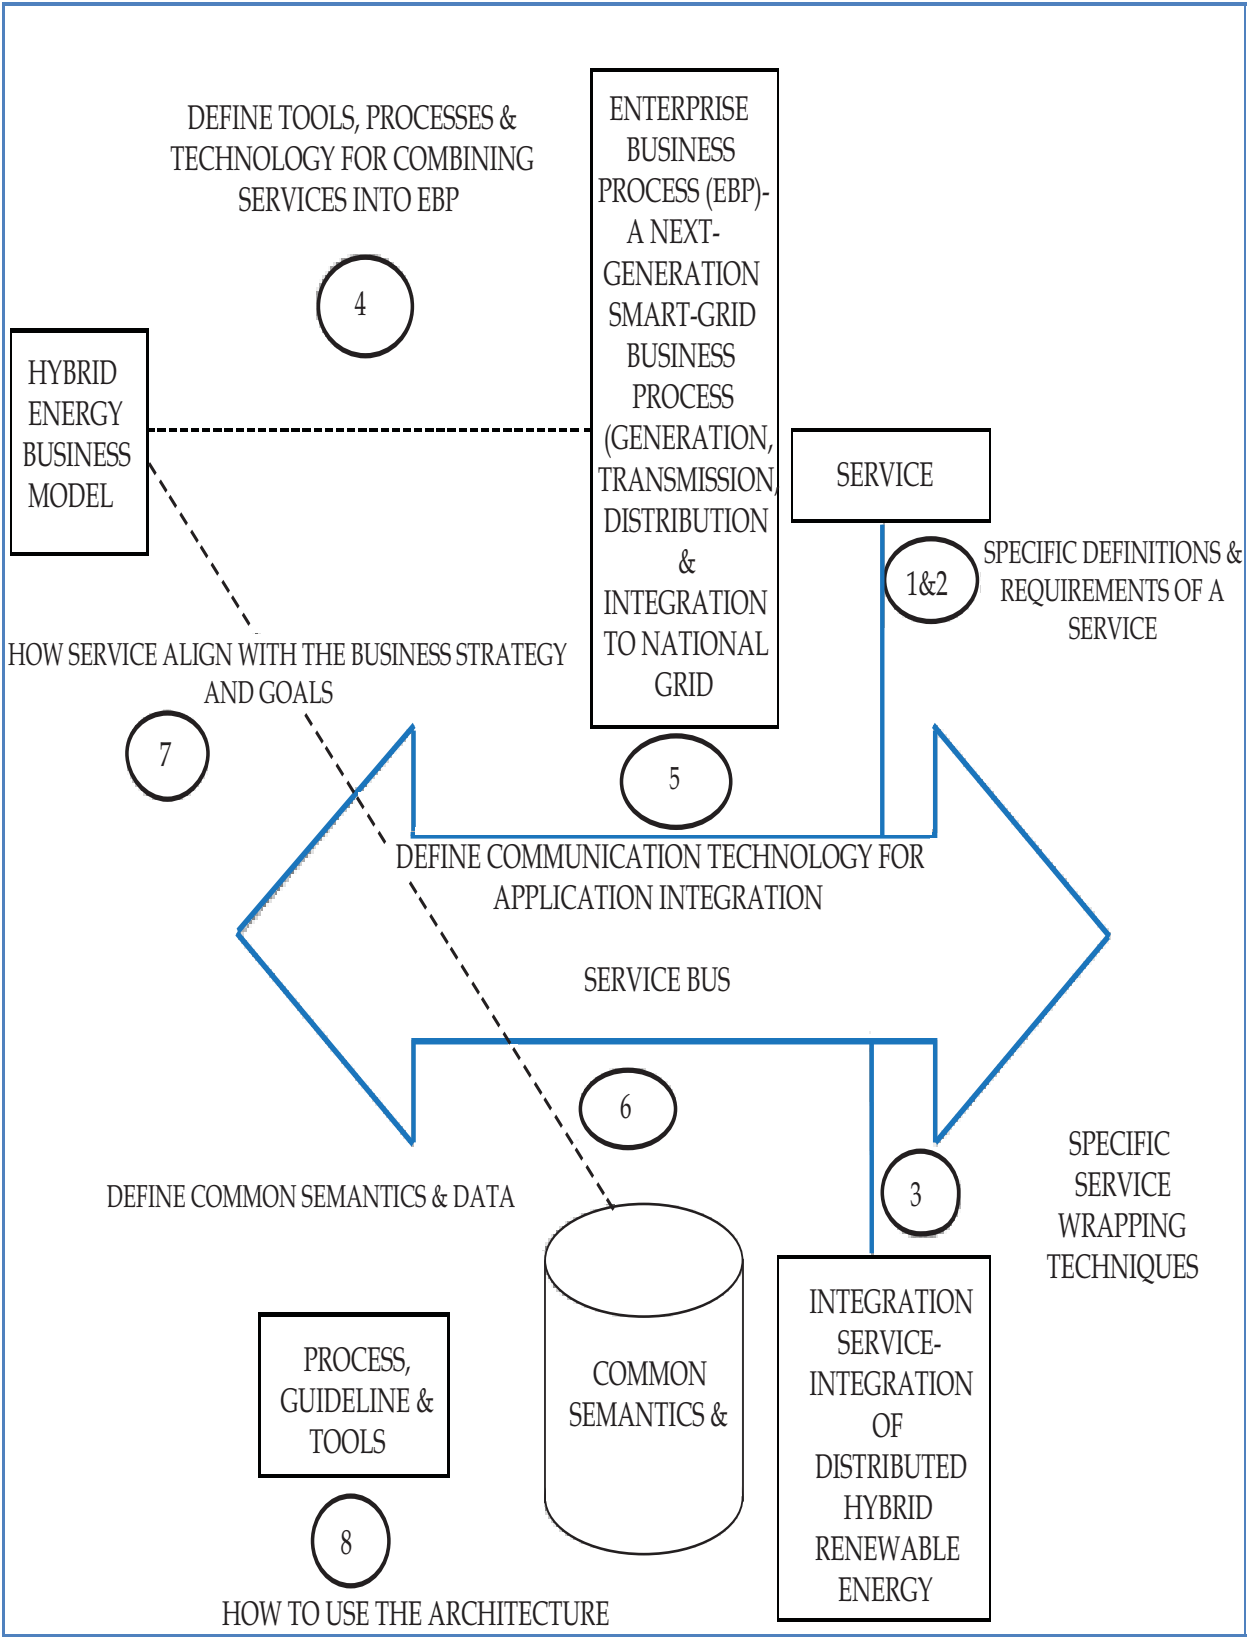 DEFINE TOOLS, PROCESSES &
TECHNOLOGY FOR COMBINING
SERVICES INTO EBP
4
ENTERPRISE
BUSINESS
PROCESS (EBP)-
A NEXT-
GENERATION
SMART-GRID
BUSINESS
PROCESS
(GENERATION,
TRANSMISSION,
DISTRIBUTION
&
INTEGRATION
TO NATIONAL
GRID
HYBRID
ENERGY
BUSINESS
MODEL
SERVICE
1&2
SPECIFIC DEFINITIONS &
REQUIREMENTS OF A
SERVICE
HOW SERVICE ALIGN WITH THE BUSINESS STRATEGY
AND GOALS
7
5
DEFINE COMMUNICATION TECHNOLOGY FOR
APPLICATION INTEGRATION
SERVICE BUS
6
DEFINE COMMON SEMANTICS & DATA
3
SPECIFIC
SERVICE
WRAPPING
TECHNIQUES
PROCESS,
GUIDELINE &
TOOLS
8
HOW TO USE THE ARCHITECTURE
COMMON
SEMANTICS &
INTEGRATION
SERVICE-
INTEGRATION
OF
DISTRIBUTED
HYBRID
RENEWABLE
ENERGY